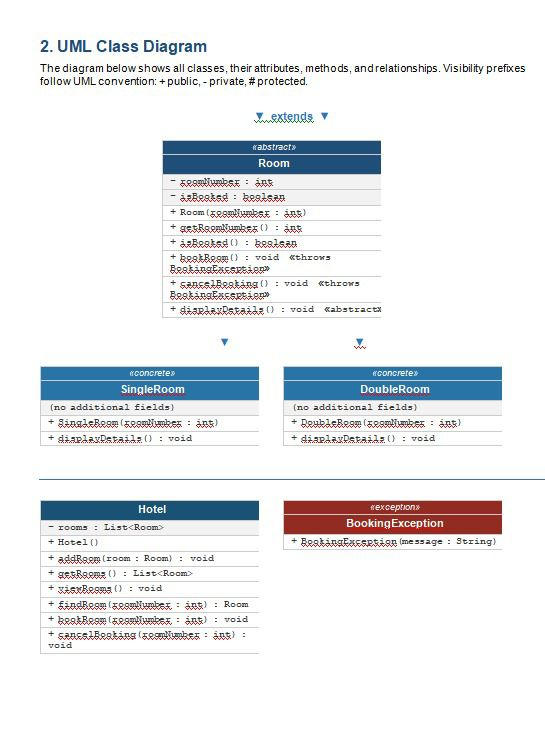 2. UML Class Diagram
The diagram below shows all classes, their attributes, methods, and relationships. Visibility prefixes
follow UML convention: + public, - private, # protected.
▼ extends ▼
«abstract»
Room
- roomNumber : int
- isBooked : boolean
+ Room(roomNumber : int)
+ getRoomNumber() : int
+ isBooked() : boolean
+ bookRoom() : void «throws
BookingException»
+ cancelBooking() : void «throws
BookingException»
+ displayDetails() : void «abstract»
▼ ▼
«concrete»
SingleRoom
(no additional fields)
+ SingleRoom(roomNumber : int)
+ displayDetails() : void
«concrete»
DoubleRoom
(no additional fields)
+ DoubleRoom(roomNumber : int)
+ displayDetails() : void
Hotel
- rooms : List<Room>
+ Hotel()
+ addRoom(room : Room) : void
+ getRooms() : List<Room>
+ viewRooms() : void
+ findRoom(roomNumber : int) : Room
+ bookRoom(roomNumber : int) : void
+ cancelBooking(roomNumber : int) :
void
«exception»
BookingException
+ BookingException(message : String)